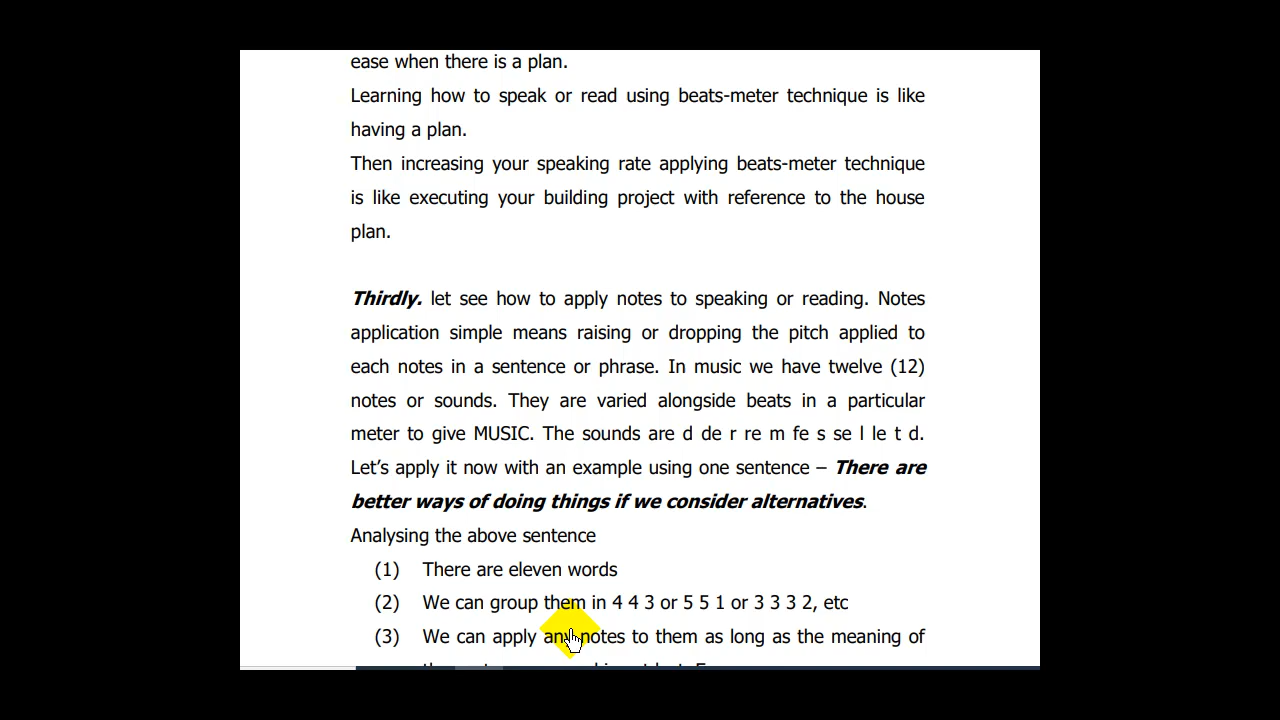 ease when there is a plan.
Learning how to speak or read using beats-meter technique is like
having a plan.
Then increasing your speaking rate applying beats-meter technique
is like executing your building project with reference to the house
plan.
Thirdly. let see how to apply notes to speaking or reading. Notes
application simple means raising or dropping the pitch applied to
each notes in a sentence or phrase. In music we have twelve (12)
notes or sounds. They are varied alongside beats in a particular
meter to give MUSIC. The sounds are d de r re m fe s se l le t d.
Let’s apply it now with an example using one sentence – There are
better ways of doing things if we consider alternatives.
Analysing the above sentence
(1) There are eleven words
(2) We can group them in 4 4 3 or 5 5 1 or 3 3 3 2, etc
(3) We can apply any notes to them as long as the meaning of